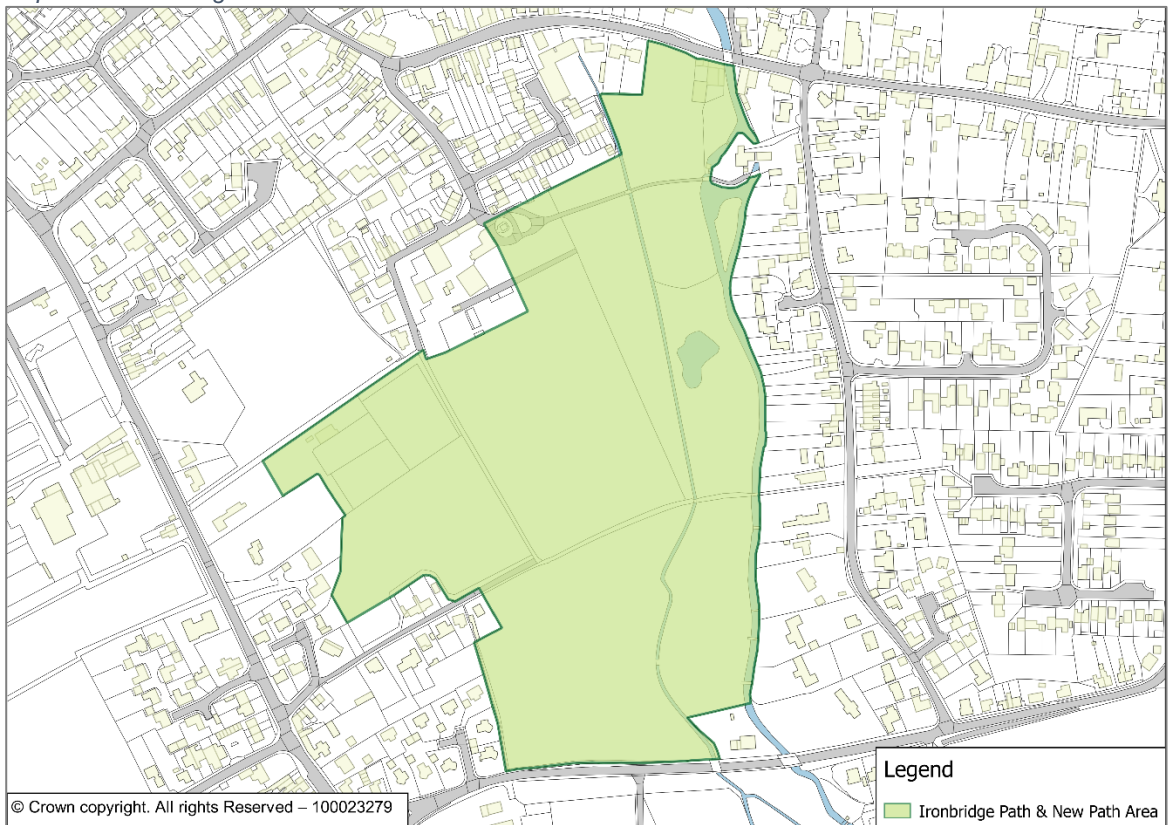 © Crown copyright. All rights Reserved – 100023279
Legend
Ironbridge Path & New Path Area